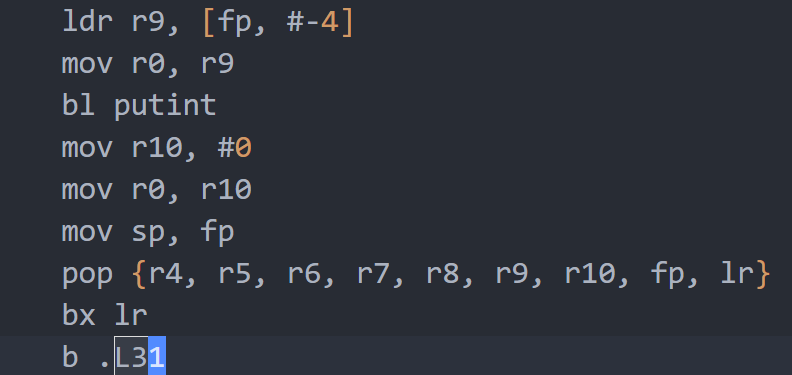 ldr r9, [fp, #-4]
mov r0, r9
bl putint
mov r10, #0
mov r0, r10
mov sp, fp
pop {r4, r5, r6, r7, r8, r9, r10, fp, lr}
bx lr
b .L31